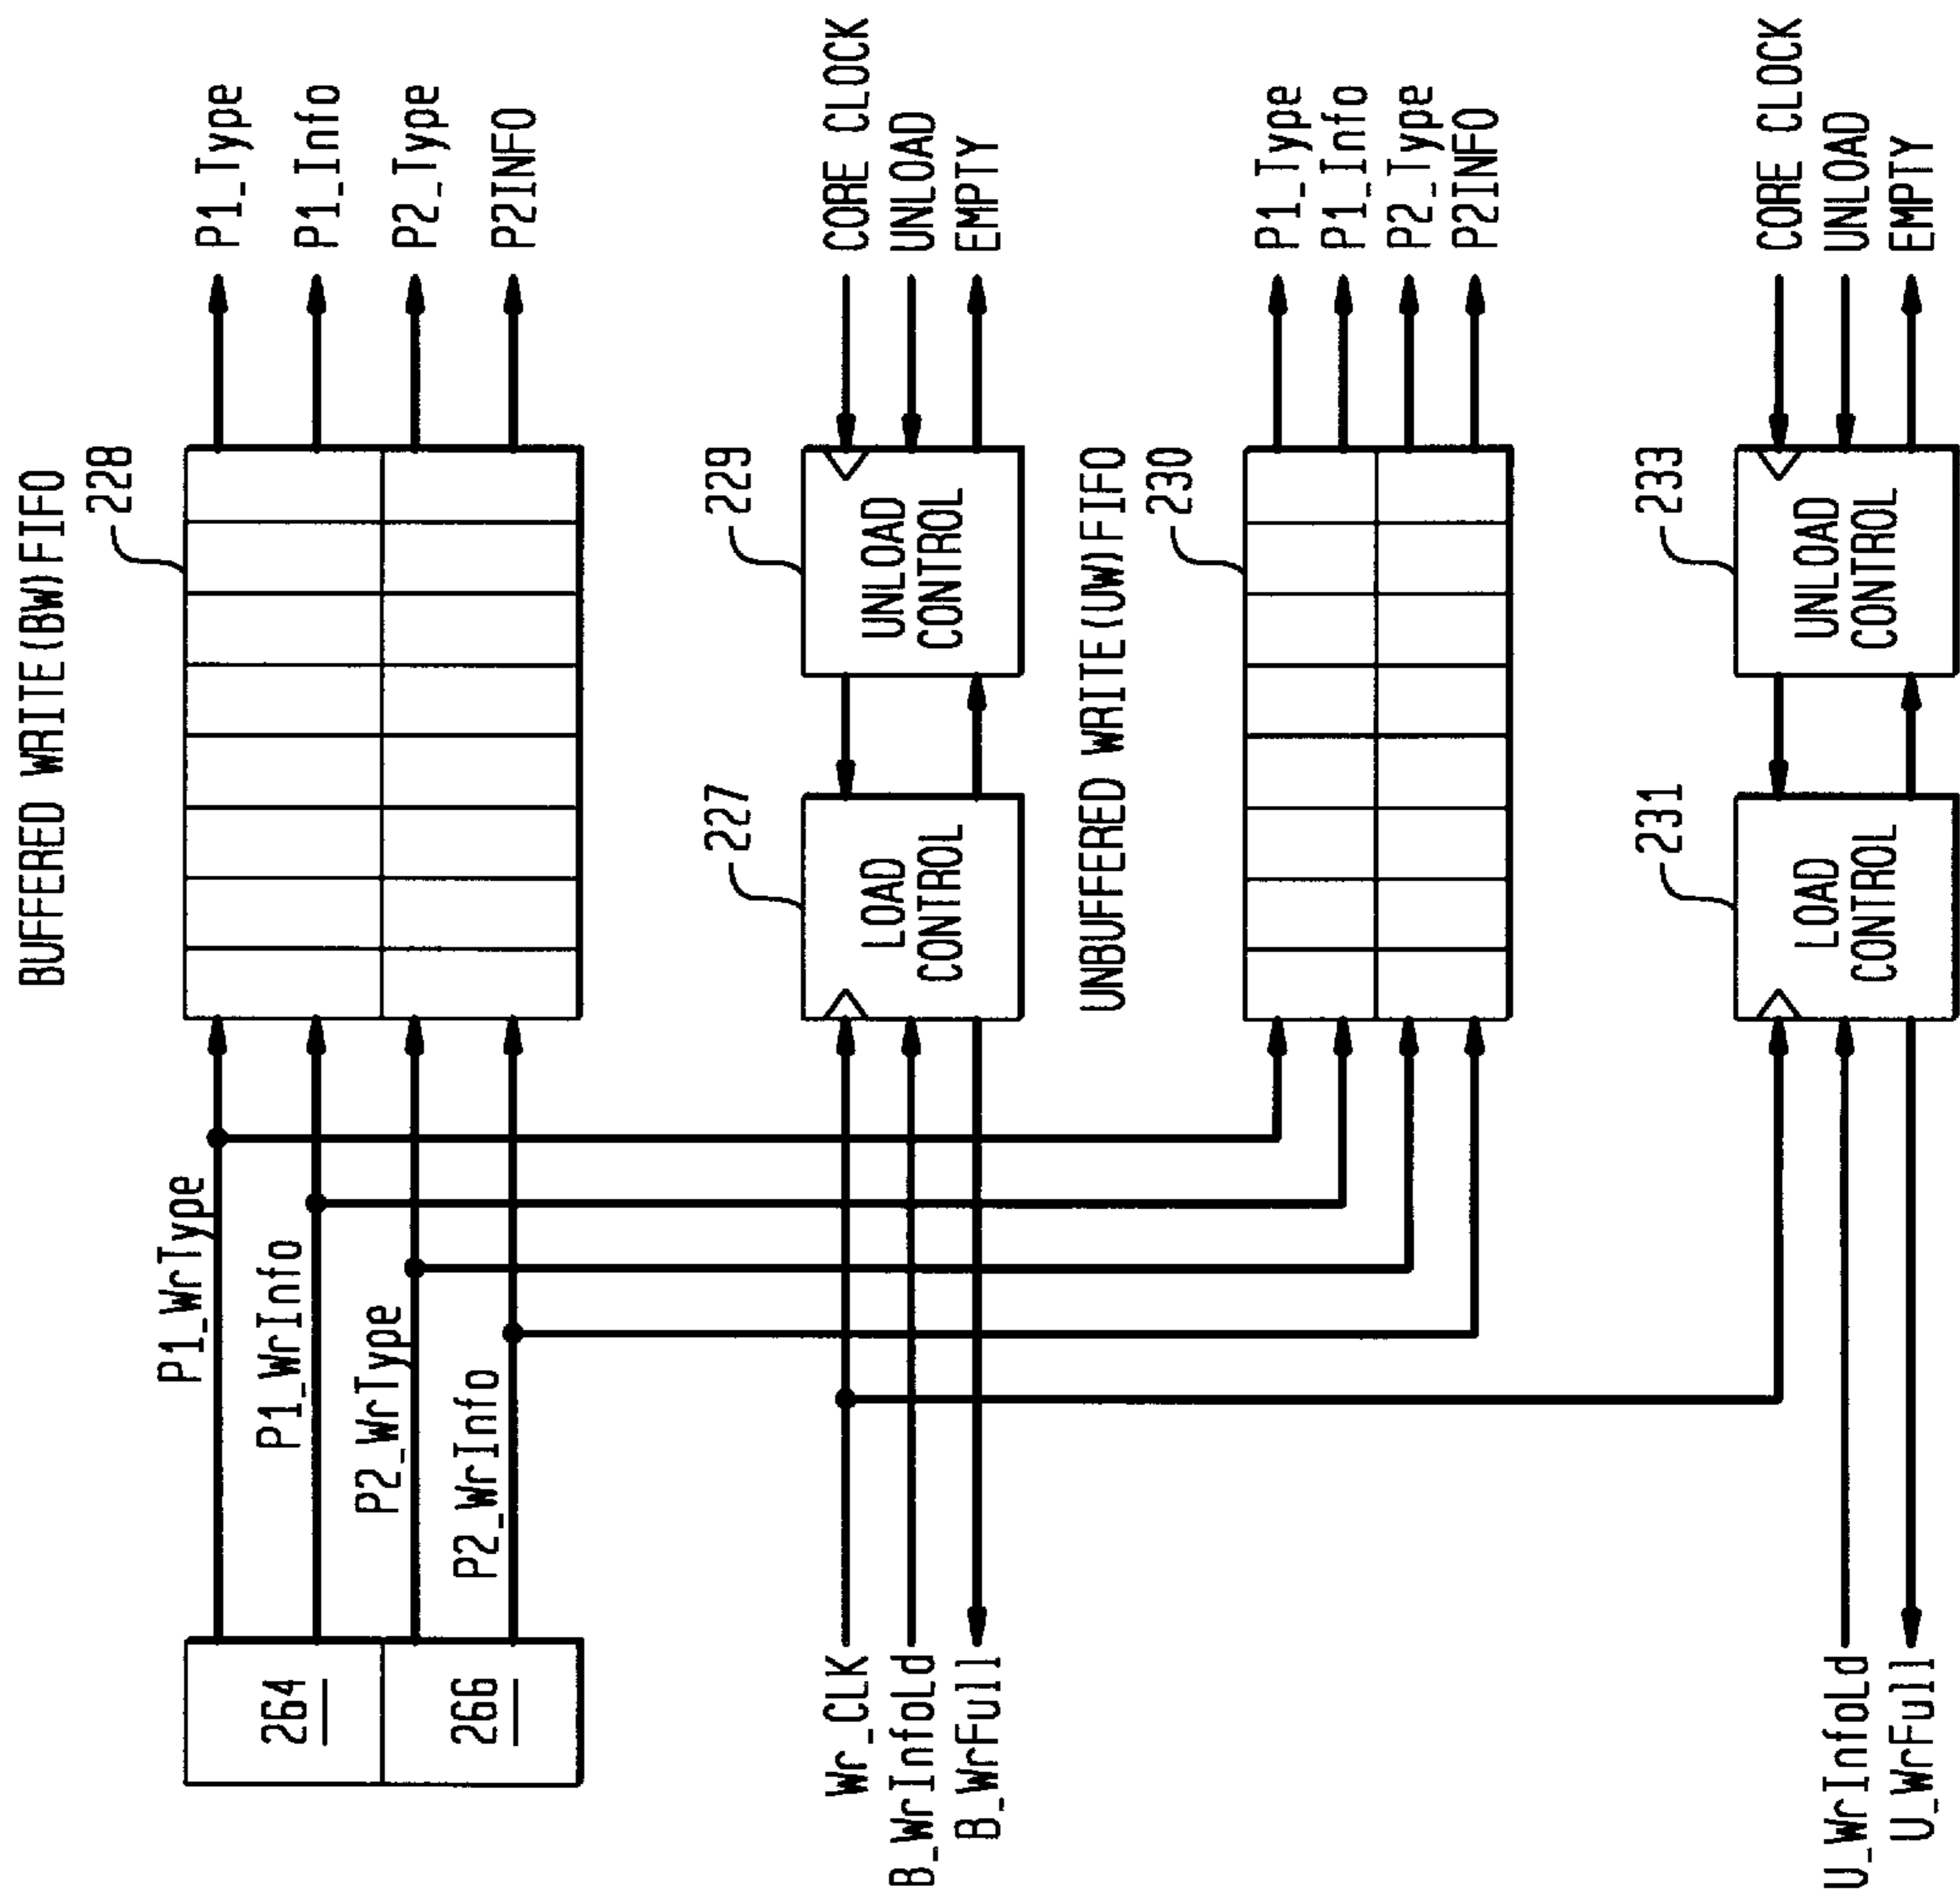 BUFFERED WRITE(BW)FIFO
228
264
266
P1_WrType
P1_WrInfo
P2_WrType
P2_WrInfo
P1_Type
P1_Info
P2_Type
P2INFO
227
229
Wr_CLK
B_WrInfoLd
B_WrFull
LOAD
CONTROL
UNLOAD
CONTROL
CORE CLOCK
UNLOAD
EMPTY
UNBUFFERED WRITE(UW)FIFO
230
P1_Type
P1_Info
P2_Type
P2INFO
231
233
U_WrInfoLd
U_WrFull
LOAD
CONTROL
UNLOAD
CONTROL
CORE CLOCK
UNLOAD
EMPTY